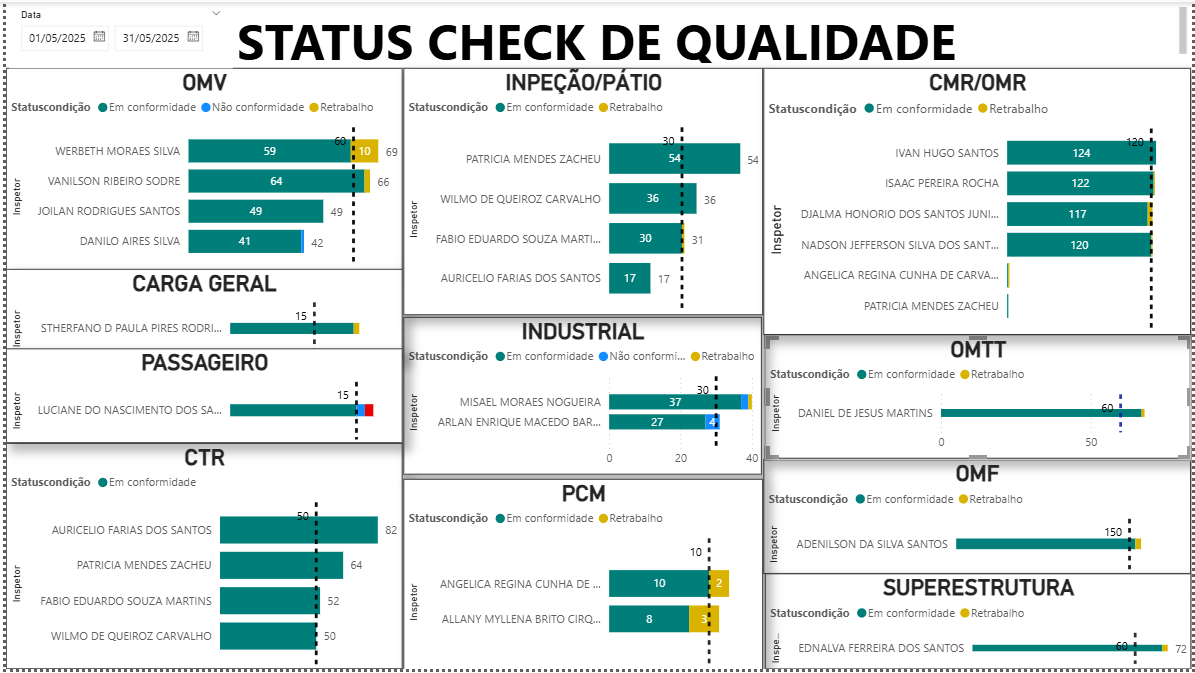 Data
01/05/2025 31/05/2025
STATUS CHECK DE QUALIDADE
OMV
Statuscondição Em conformidade Não conformidade Retrabalho
Inspetor
60
WERBETH MORAES SILVA 59 10 69
VANILSON RIBEIRO SODRE 64 66
JOILAN RODRIGUES SANTOS 49 49
DANILO AIRES SILVA 41 42
CARGA GERAL
Inspetor
15
STHERFANO D PAULA PIRES RODRI...
PASSAGEIRO
Inspetor
15
LUCIANE DO NASCIMENTO DOS SA...
CTR
Statuscondição Em conformidade
Inspetor
50
AURICELIO FARIAS DOS SANTOS 82
PATRICIA MENDES ZACHEU 64
FABIO EDUARDO SOUZA MARTINS 52
WILMO DE QUEIROZ CARVALHO 50
INPEÇÃO/PÁTIO
Statuscondição Em conformidade Retrabalho
Inspetor
30
PATRICIA MENDES ZACHEU 54 54
WILMO DE QUEIROZ CARVALHO 36 36
FABIO EDUARDO SOUZA MARTI... 30 31
AURICELIO FARIAS DOS SANTOS 17 17
INDUSTRIAL
Statuscondição Em conformidade Não conformi... Retrabalho
Inspetor
30
MISAEL MORAES NOGUEIRA 37
ARLAN ENRIQUE MACEDO BAR... 27 4
0 20 40
PCM
Statuscondição Em conformidade Retrabalho
Inspetor
10
ANGELICA REGINA CUNHA DE ... 10 2
ALLANY MYLLENA BRITO CIRQ... 8 3
CMR/OMR
Statuscondição Em conformidade Retrabalho
Inspetor
120
IVAN HUGO SANTOS 124
ISAAC PEREIRA ROCHA 122
DJALMA HONORIO DOS SANTOS JUNI... 117
NADSON JEFFERSON SILVA DOS SANT... 120
ANGELICA REGINA CUNHA DE CARVA...
PATRICIA MENDES ZACHEU
OMTT
Statuscondição Em conformidade Retrabalho
Inspetor
60
DANIEL DE JESUS MARTINS
0 50
OMF
Statuscondição Em conformidade Retrabalho
Inspetor
150
ADENILSON DA SILVA SANTOS
SUPERESTRUTURA
Statuscondição Em conformidade Retrabalho
Inspe...
60
EDNALVA FERREIRA DOS SANTOS 72